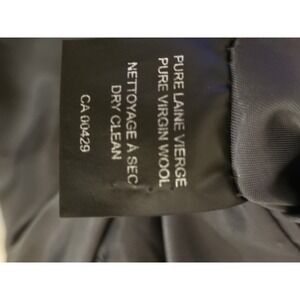 PURE LAINE VIERGE
PURE VIRGIN WOOL
NETTOYAGE À SEC
DRY CLEAN
CA 00429